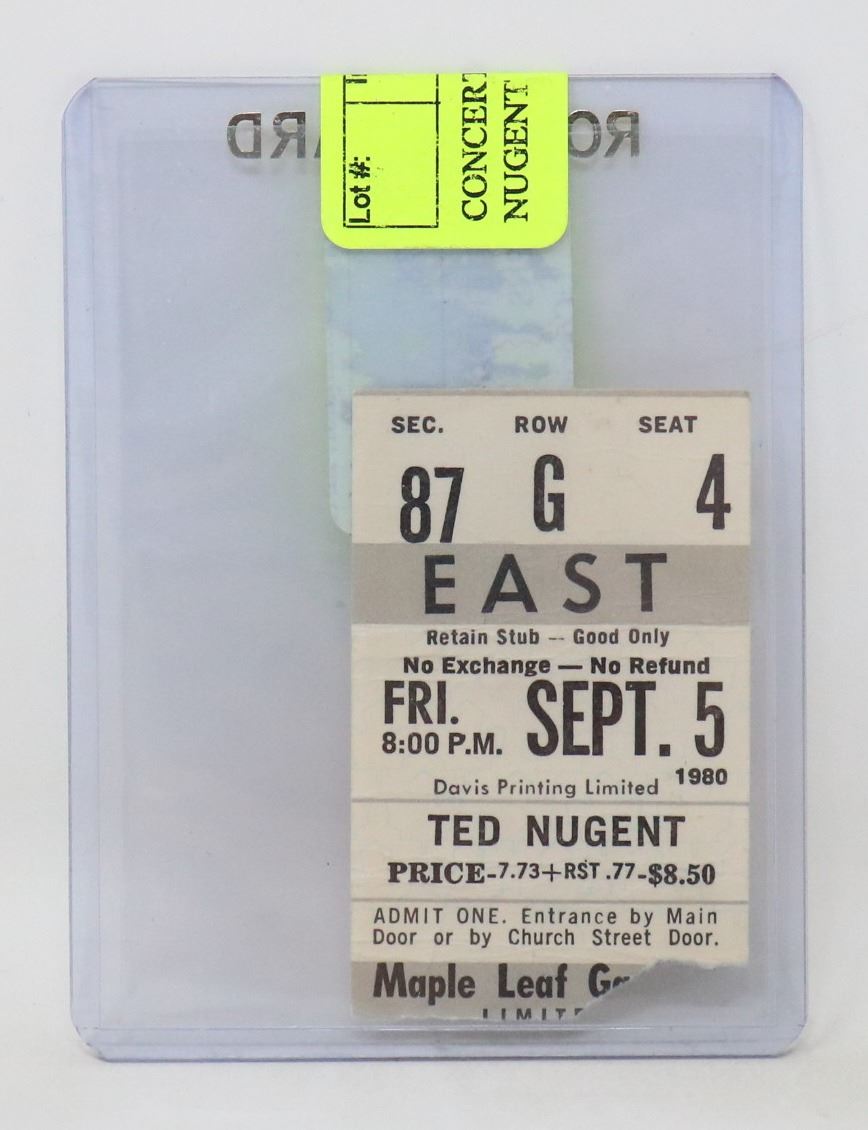 Lot #:
CONCERT
NUGENT
SEC. ROW SEAT
87 G 4
EAST
Retain Stub -- Good Only
No Exchange — No Refund
FRI. SEPT. 5
8:00 P.M.
1980
Davis Printing Limited
TED NUGENT
PRICE-7.73+RST .77-$8.50
ADMIT ONE. Entrance by Main
Door or by Church Street Door.
Maple Leaf Ga
LIMITE